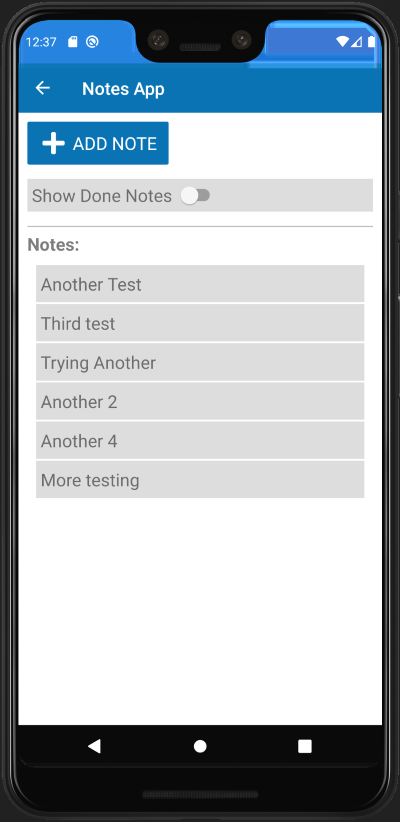 12:37
Notes App
ADD NOTE
Show Done Notes
Notes:
Another Test
Third test
Trying Another
Another 2
Another 4
More testing